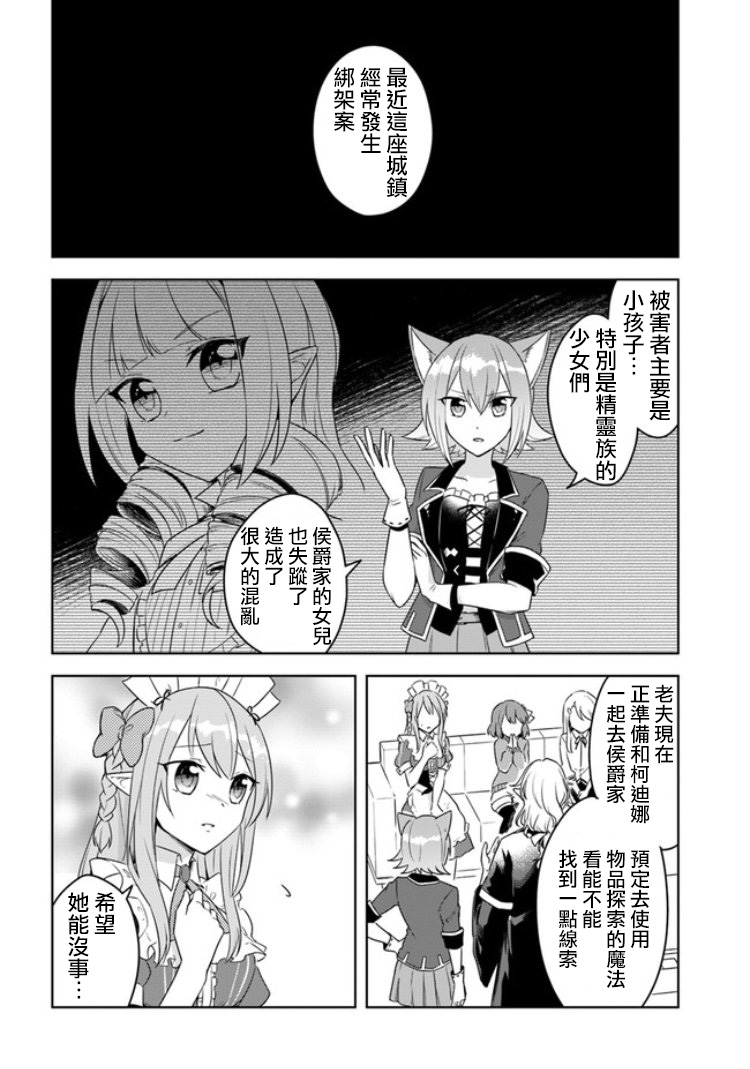 最近這座城鎮
經常發生
綁架案
被害者主要是
小孩子…
特別是精靈族的
少女們
侯爵家的女兒
也失蹤了
造成了
很大的混亂
老夫現在
正準備和柯迪娜
一起去侯爵家
預定去使用
物品探索的魔法
看能不能
找到一點線索
希望
她能沒事…